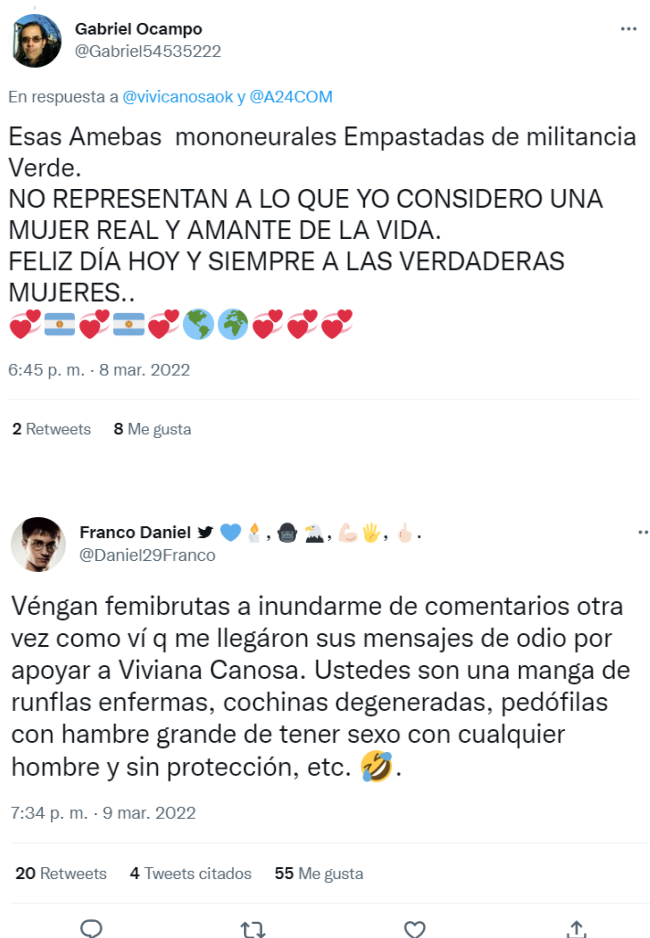 Gabriel Ocampo
@Gabriel54535222
En respuesta a @vivicanosaok y @A24COM
Esas Amebas mononeurales Empastadas de militancia
Verde.
NO REPRESENTAN A LO QUE YO CONSIDERO UNA
MUJER REAL Y AMANTE DE LA VIDA.
FELIZ DÍA HOY Y SIEMPRE A LAS VERDADERAS
MUJERES..
💞🇦🇷💞🇦🇷💞🌎🌍💞💞💞
6:45 p. m. · 8 mar. 2022
2 Retweets 8 Me gusta
Franco Daniel 🐦💙🕯️,🦍🦅,💪🏻🖐️,🖕🏻.
@Daniel29Franco
Véngan femibrutas a inundarme de comentarios otra
vez como ví q me llegáron sus mensajes de odio por
apoyar a Viviana Canosa. Ustedes son una manga de
runflas enfermas, cochinas degeneradas, pedófilas
con hambre grande de tener sexo con cualquier
hombre y sin protección, etc. 🤣.
7:34 p. m. · 9 mar. 2022
20 Retweets 4 Tweets citados 55 Me gusta